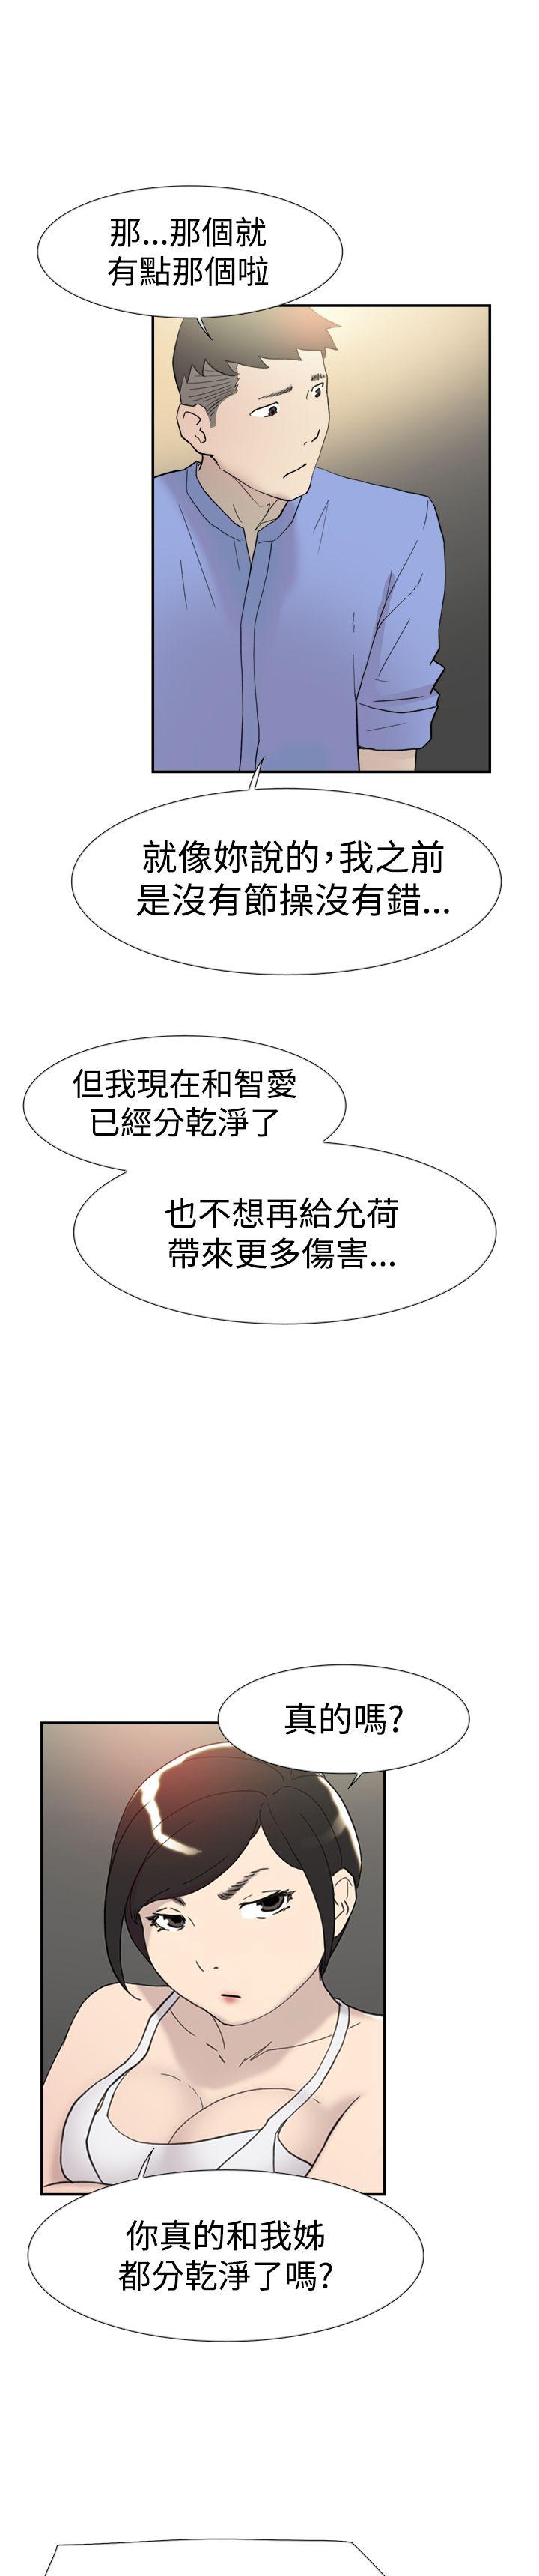 那...那個就
有點那個啦
就像妳說的,我之前
是沒有節操沒有錯...
但我現在和智愛
已經分乾淨了
也不想再給允荷
帶來更多傷害...
真的嗎?
你真的和我姊
都分乾淨了嗎?